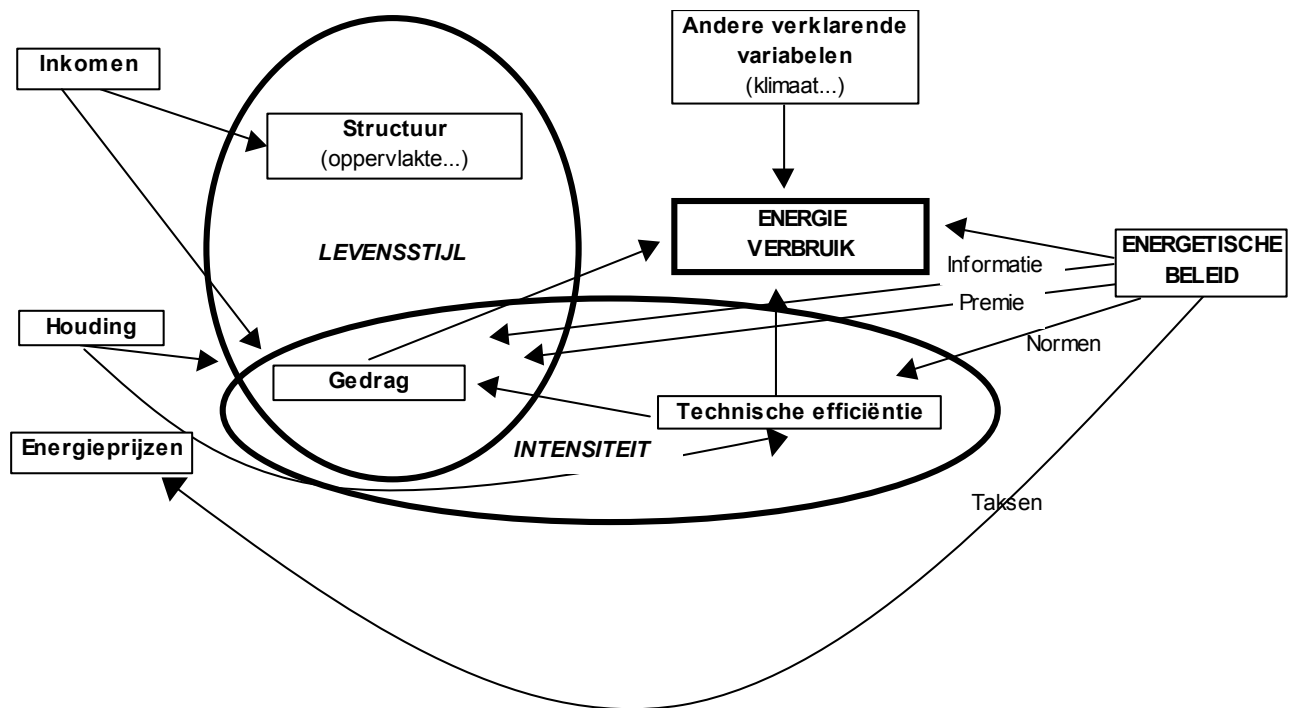 Andere verklarende
variabelen
(klimaat...)
Inkomen
Structuur
(oppervlakte...)
ENERGIE
VERBRUIK
LEVENSSTIJL
ENERGETISCHE
BELEID
Informatie
Premie
Houding
Normen
Gedrag
Technische efficiëntie
Energieprijzen
INTENSITEIT
Taksen